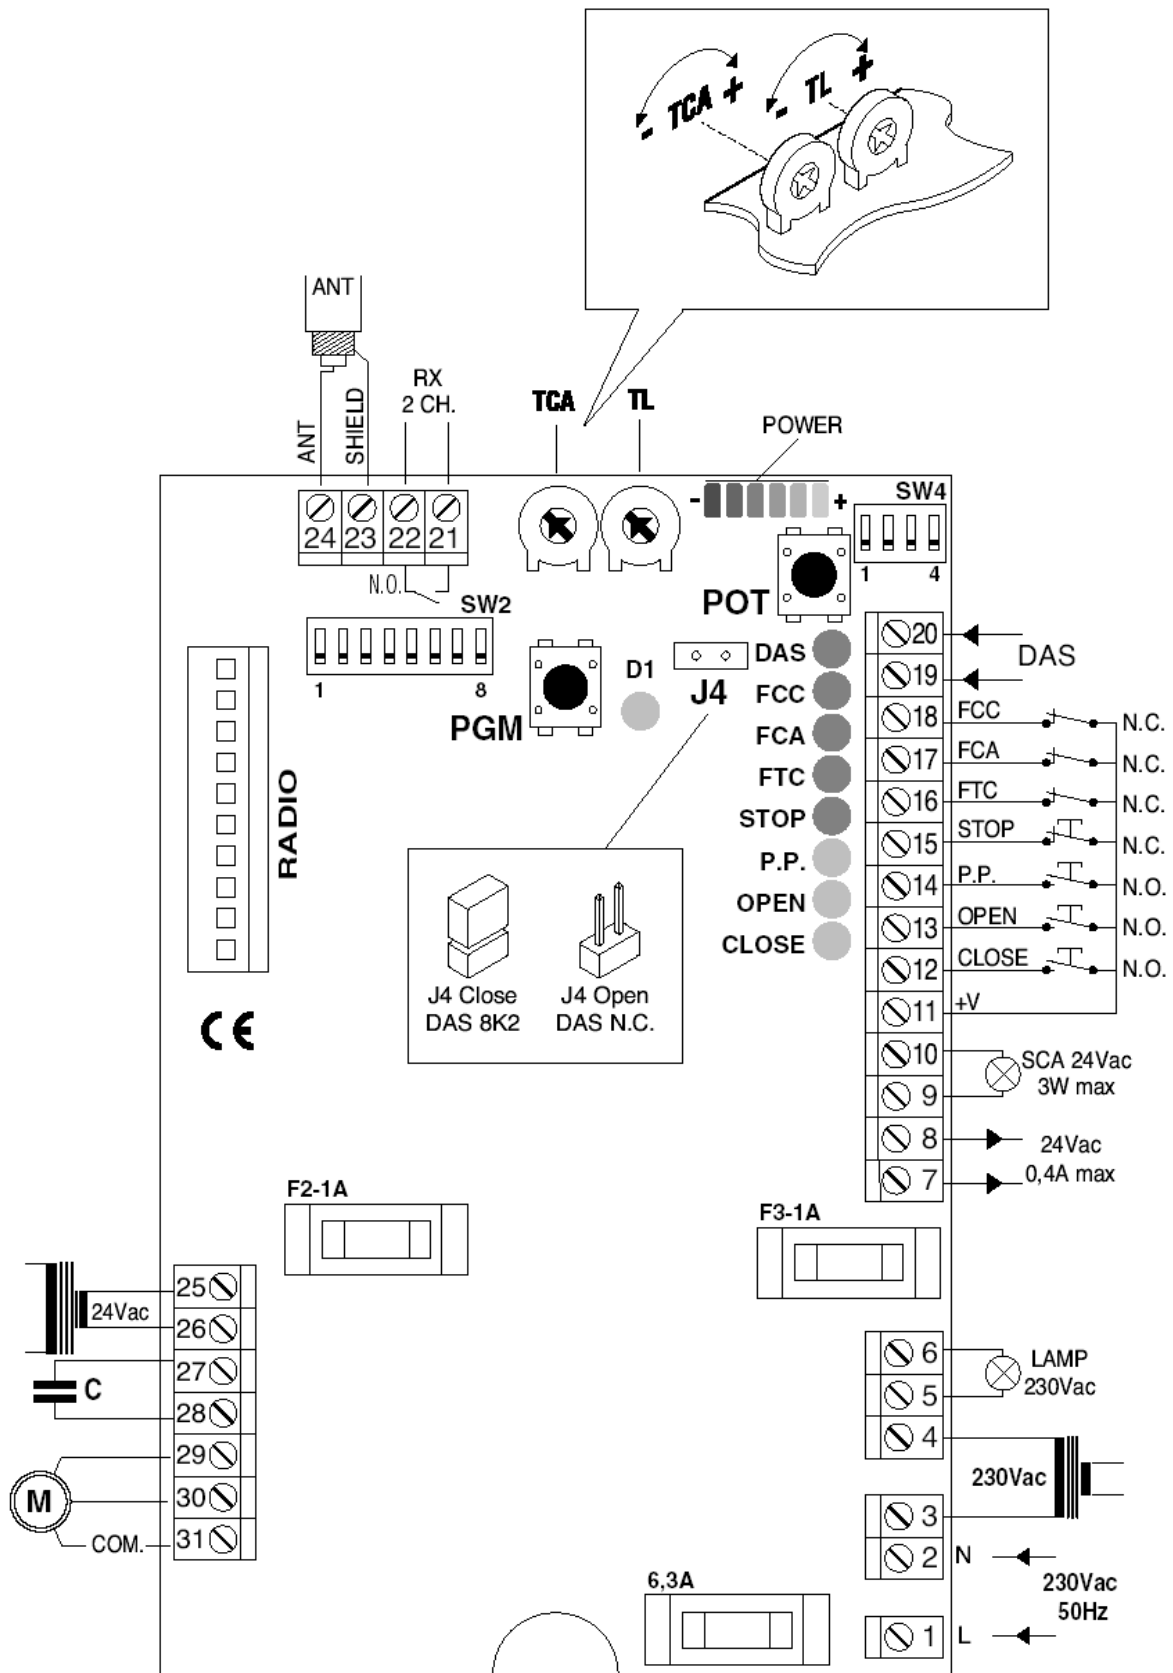 - TCA +
- TL +
ANT
ANT
SHIELD
RX
2 CH.
TCA
TL
POWER
- +
SW4
24 23 22 21
1 4
N.O.
SW2
POT
1 8
PGM
D1
J4
DAS
FCC
FCA
FTC
STOP
P.P.
OPEN
CLOSE
RADIO
J4 Close
DAS 8K2
J4 Open
DAS N.C.
CE
20
19
DAS
18 FCC N.C.
17 FCA N.C.
16 FTC N.C.
15 STOP N.C.
14 P.P. N.O.
13 OPEN N.O.
12 CLOSE N.O.
11 +V
10
9
SCA 24Vac
3W max
8
7
24Vac
0,4A max
F2-1A
F3-1A
25
26
24Vac
27
28
C
29
30
31
M
COM.
6
5
LAMP
230Vac
4
3
230Vac
2 N
1 L
230Vac
50Hz
6,3A